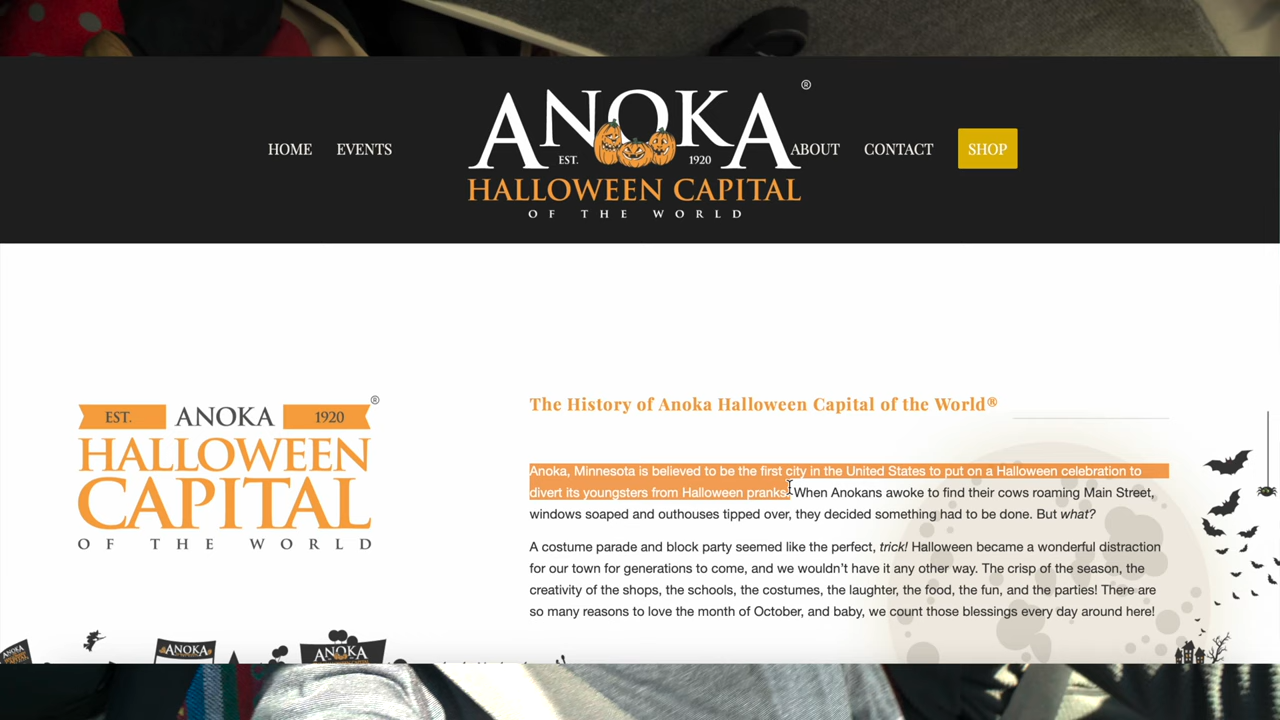 HOME EVENTS ANOKA ® ABOUT CONTACT SHOP
EST. 1920
HALLOWEEN CAPITAL
OF THE WORLD
EST. ANOKA 1920 ®
HALLOWEEN
CAPITAL
OF THE WORLD
The History of Anoka Halloween Capital of the World®
Anoka, Minnesota is believed to be the first city in the United States to put on a Halloween celebration to
divert its youngsters from Halloween pranks. When Anokans awoke to find their cows roaming Main Street,
windows soaped and outhouses tipped over, they decided something had to be done. But what?
A costume parade and block party seemed like the perfect, trick! Halloween became a wonderful distraction
for our town for generations to come, and we wouldn’t have it any other way. The crisp of the season, the
creativity of the shops, the schools, the costumes, the laughter, the food, the fun, and the parties! There are
so many reasons to love the month of October, and baby, we count those blessings every day around here!
ANOKA
ANOKA
ANOKA